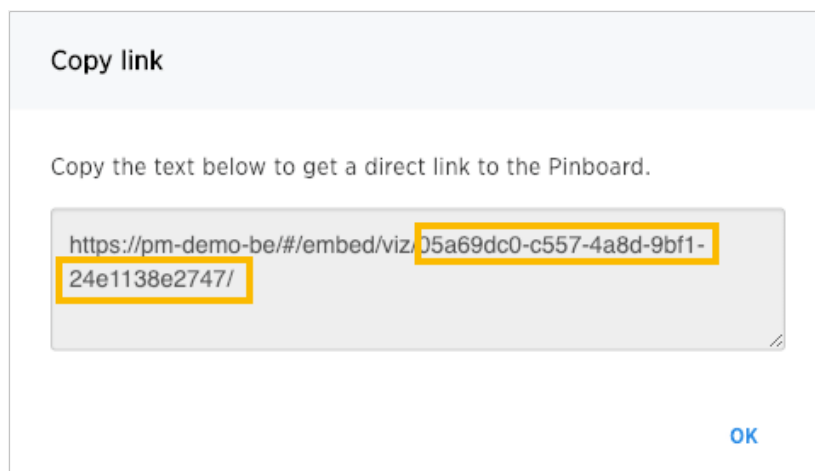 Copy link
Copy the text below to get a direct link to the Pinboard.
https://pm-demo-be/#/embed/viz/05a69dc0-c557-4a8d-9bf1-
24e1138e2747/
OK